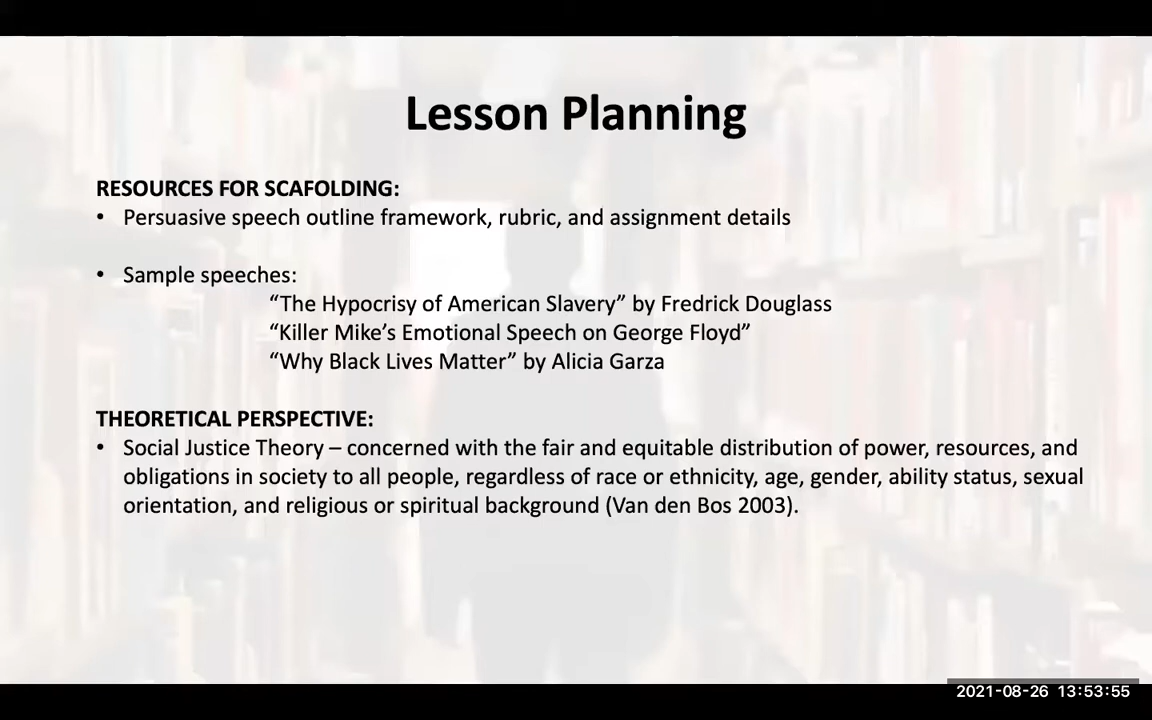 Lesson Planning
RESOURCES FOR SCAFOLDING:
• Persuasive speech outline framework, rubric, and assignment details
• Sample speeches:
“The Hypocrisy of American Slavery” by Fredrick Douglass
“Killer Mike’s Emotional Speech on George Floyd”
“Why Black Lives Matter” by Alicia Garza
THEORETICAL PERSPECTIVE:
• Social Justice Theory – concerned with the fair and equitable distribution of power, resources, and
obligations in society to all people, regardless of race or ethnicity, age, gender, ability status, sexual
orientation, and religious or spiritual background (Van den Bos 2003).
2021-08-26 13:53:55